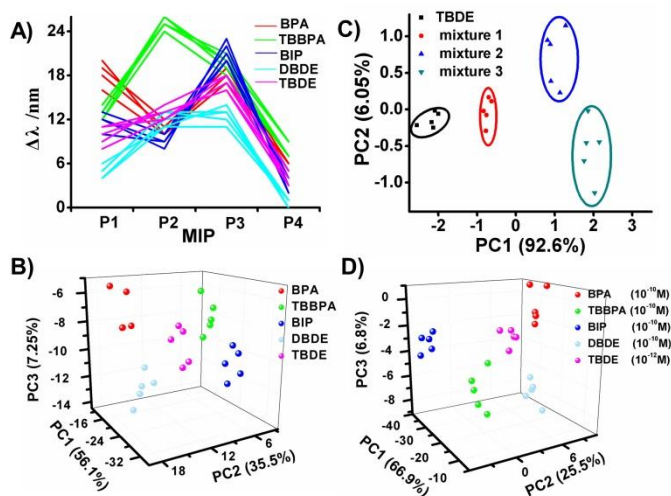 A)
BPA
TBBPA
BIP
DBDE
TBDE
24
18
12
6
0
Δλ /nm
P1 P2 P3 P4
MIP
C)
TBDE
mixture 1
mixture 2
mixture 3
1.0
0.5
0.0
-0.5
-1.0
PC2 (6.05%)
-2 -1 0 1 2 3
PC1 (92.6%)
B)
BPA
TBBPA
BIP
DBDE
TBDE
-6
-8
-10
-12
-14
PC3 (7.25%)
-16
-24
-32
PC1 (56.1%)
18 12 6
PC2 (35.5%)
D)
BPA (10⁻¹⁰M)
TBBPA (10⁻¹⁰M)
BIP (10⁻¹⁰M)
DBDE (10⁻¹⁰M)
TBDE (10⁻¹²M)
0
-2
-4
-6
-8
PC3 (6.8%)
-40
-30
-20
-10
PC1 (66.9%)
0 6
PC2 (25.5%)